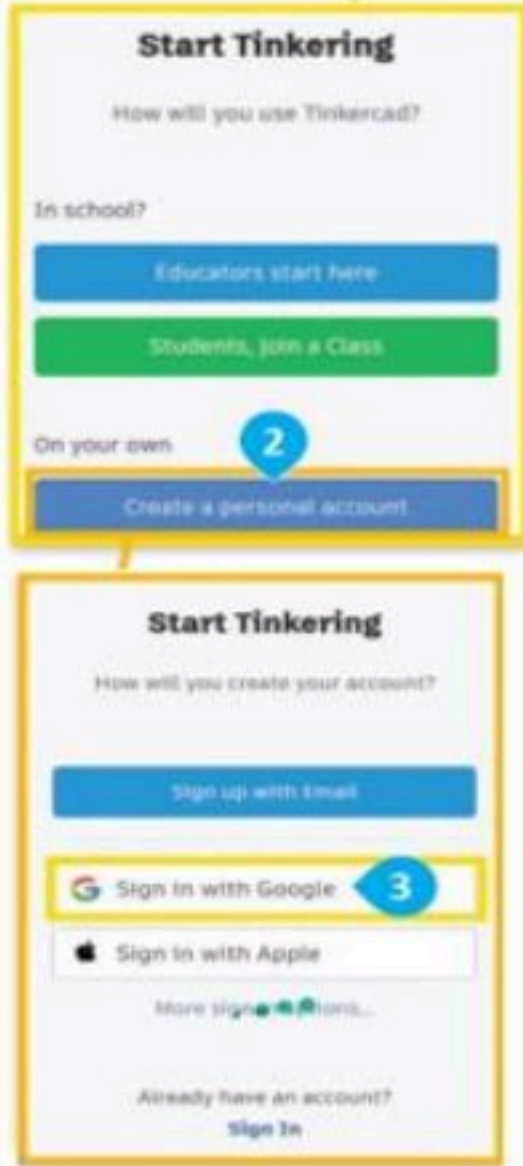 Start Tinkering
How will you use Tinkercad?
In school?
Educators start here
Students, join a Class
On your own
2
Create a personal account
Start Tinkering
How will you create your account?
Sign up with Email
Sign In with Google
3
Sign In with Apple
More sign
Already have an account?
Sign In